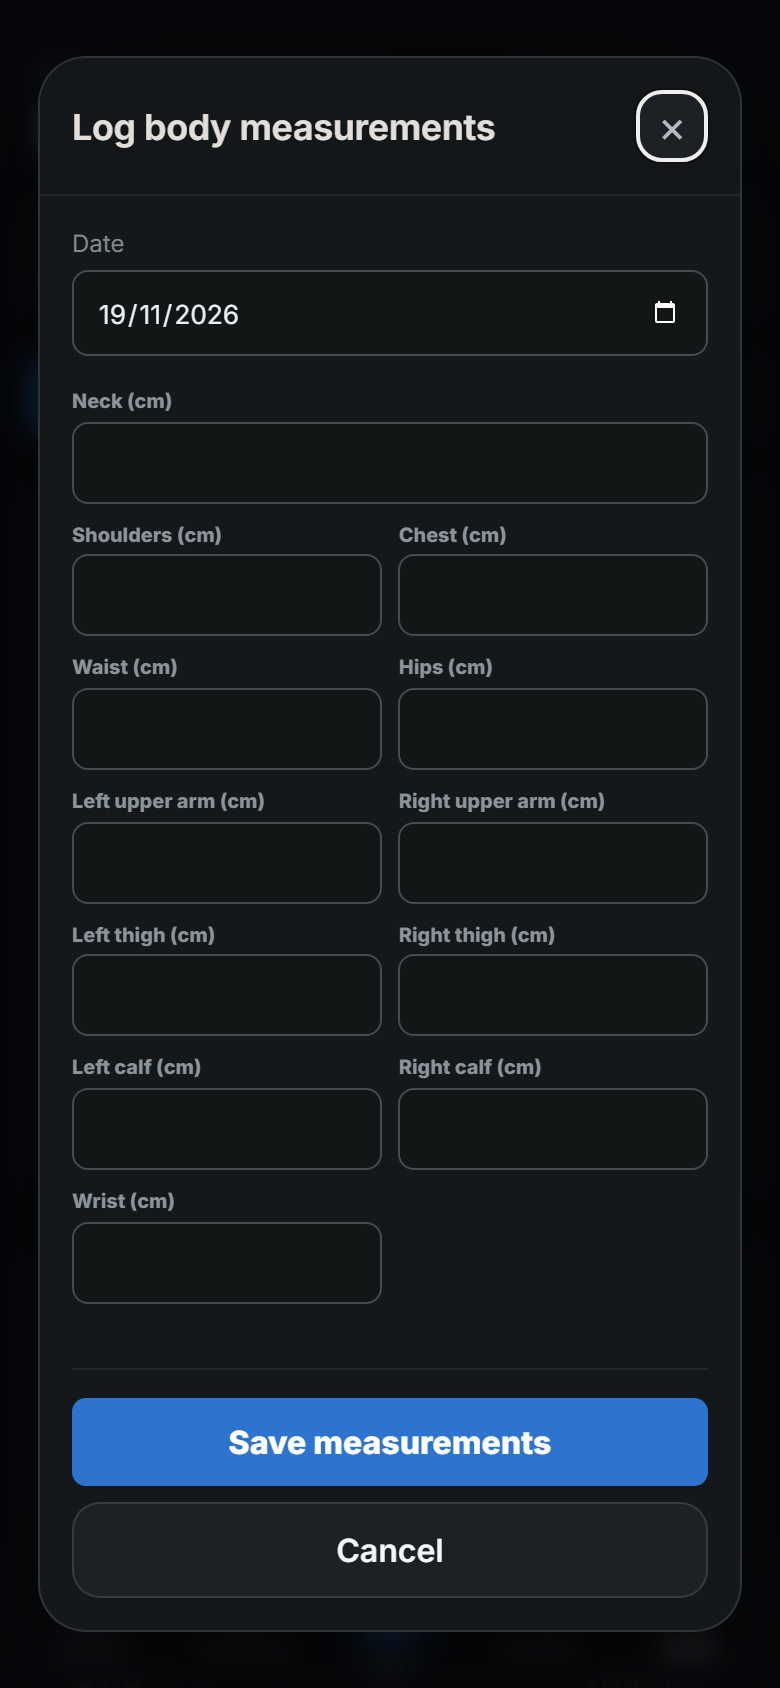 Log body measurements
Date
19/11/2026
Neck (cm)
Shoulders (cm) Chest (cm)
Waist (cm) Hips (cm)
Left upper arm (cm) Right upper arm (cm)
Left thigh (cm) Right thigh (cm)
Left calf (cm) Right calf (cm)
Wrist (cm)
Save measurements
Cancel